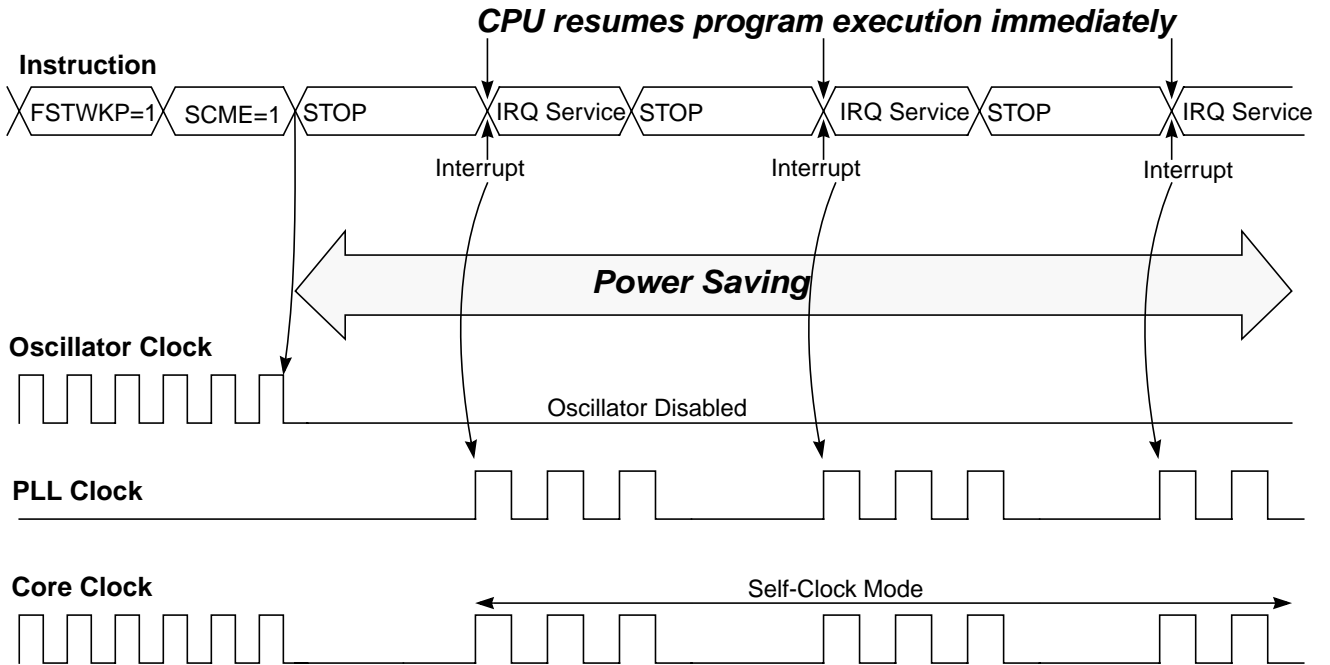 CPU resumes program execution immediately
Instruction
FSTWKP=1 SCME=1 STOP IRQ Service STOP IRQ Service STOP IRQ Service
Interrupt Interrupt Interrupt
Power Saving
Oscillator Clock
Oscillator Disabled
PLL Clock
Core Clock
Self-Clock Mode